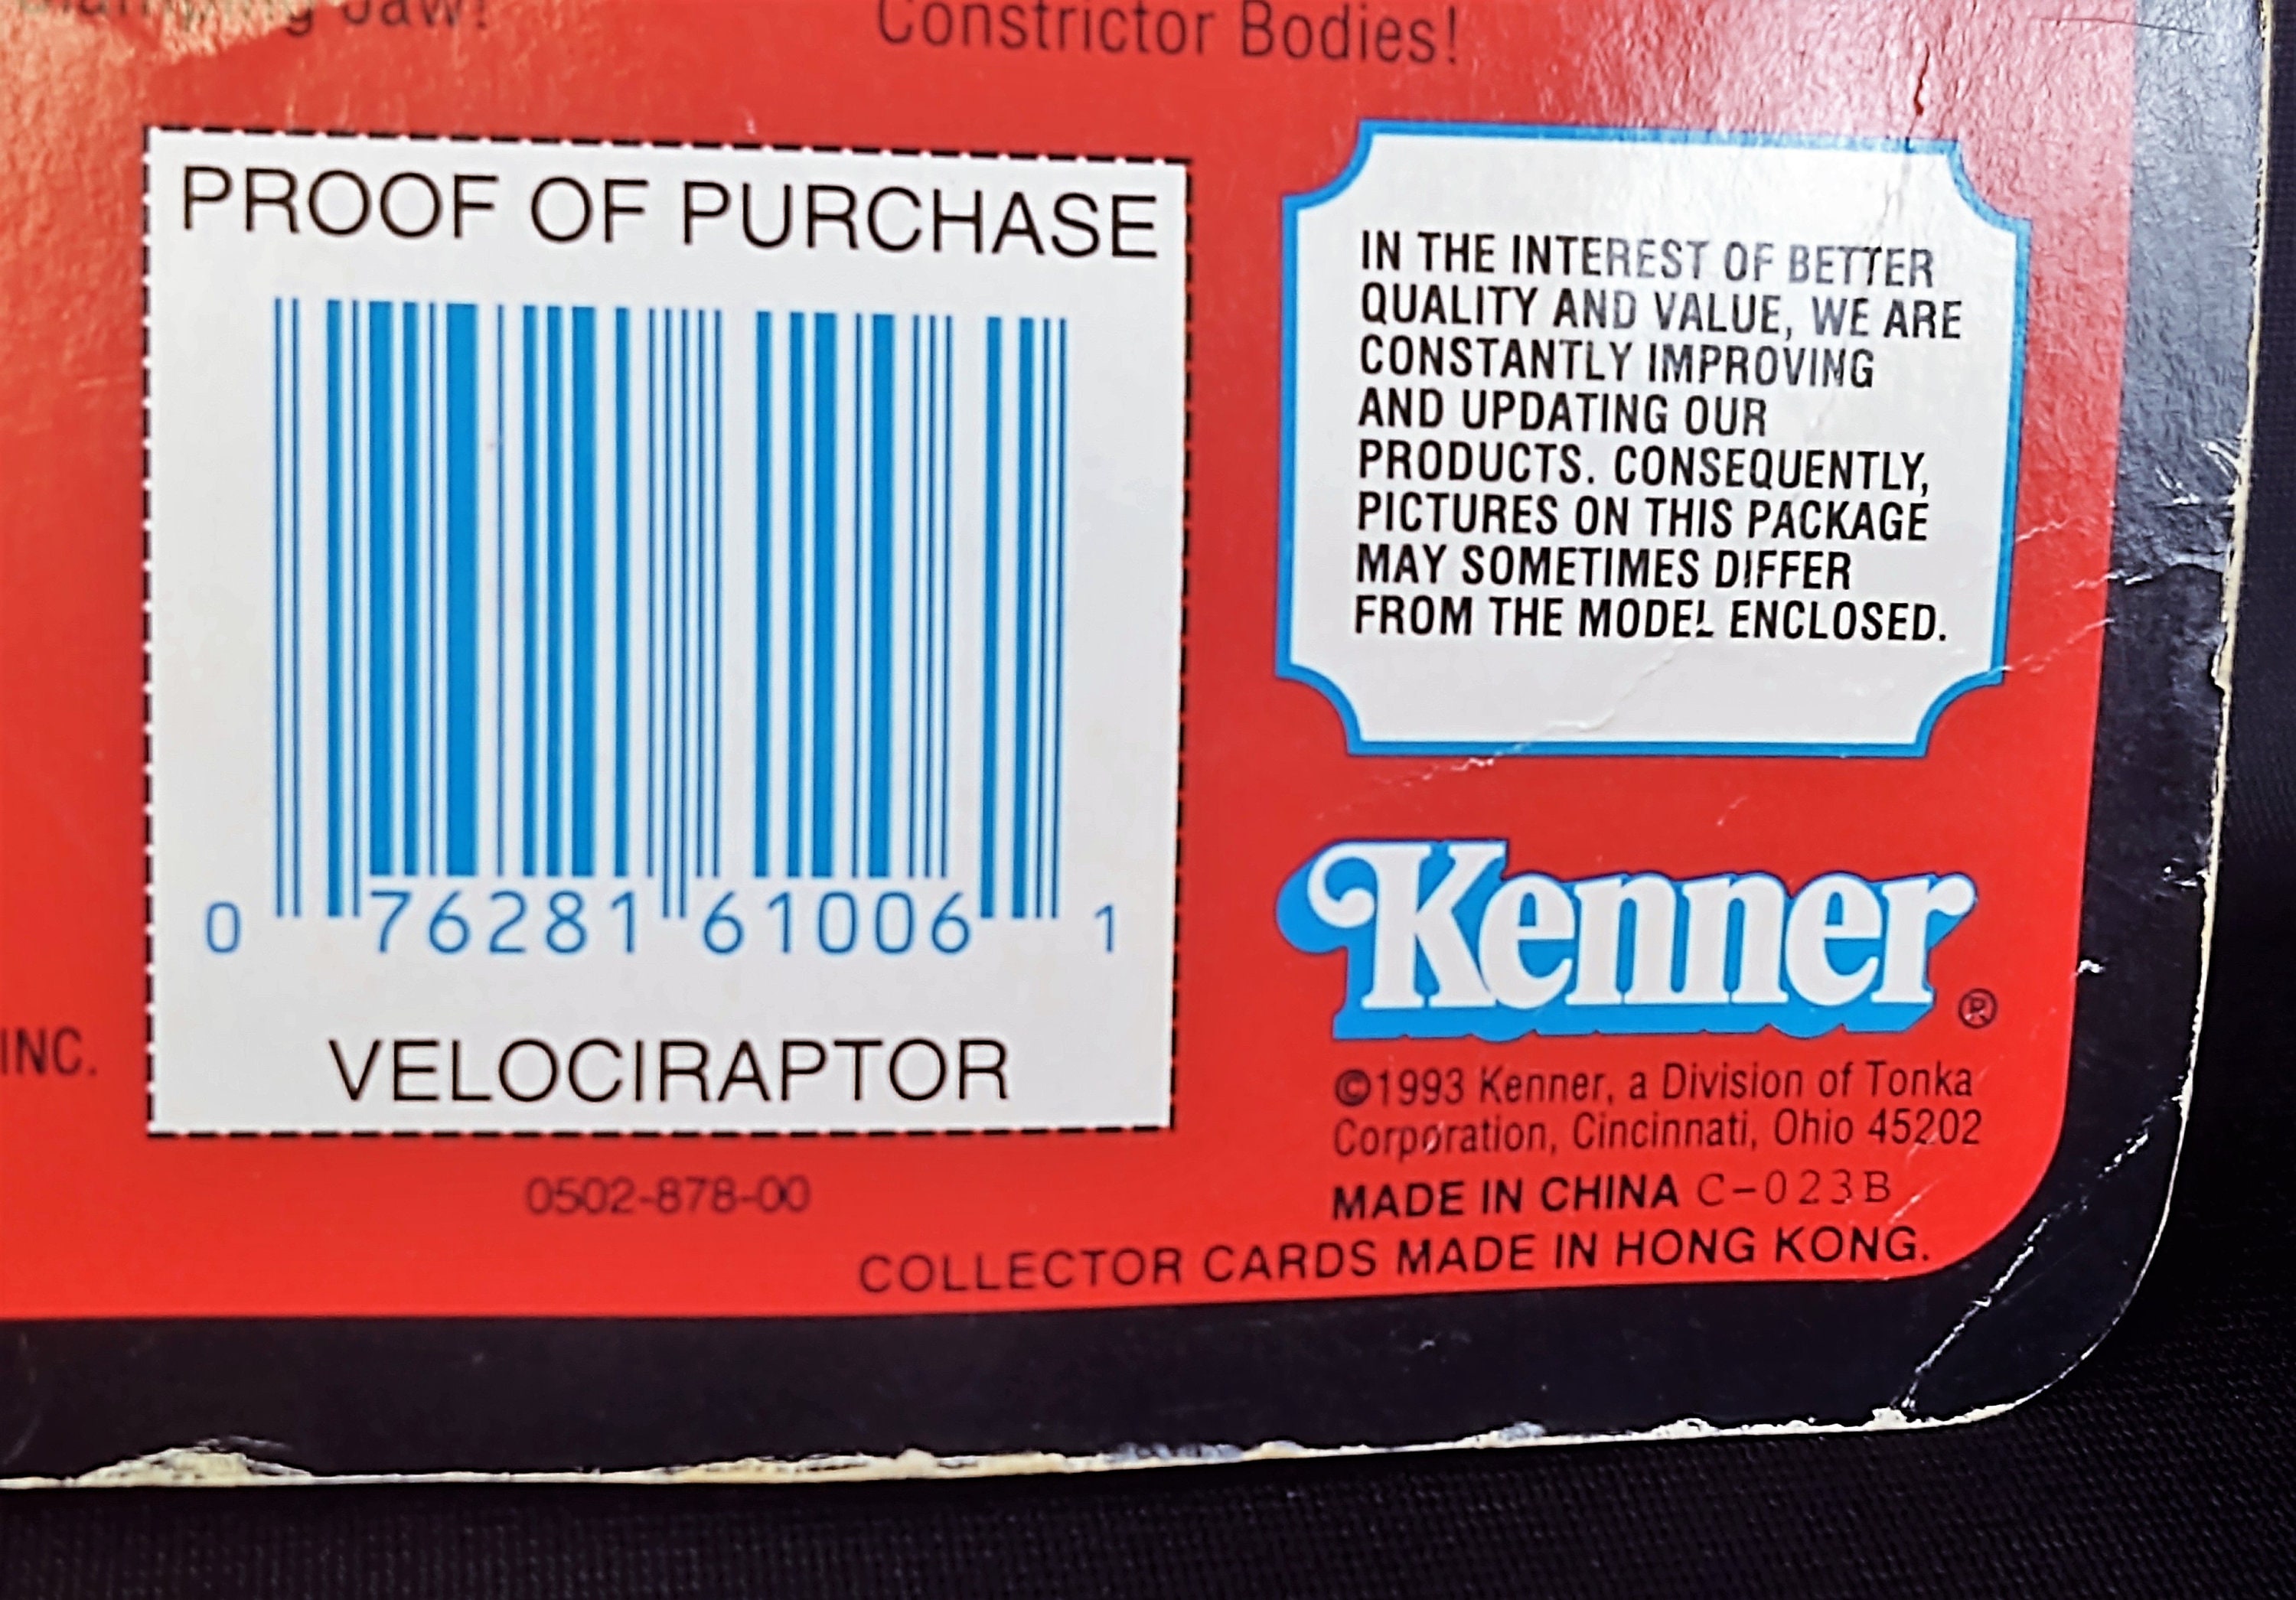 Jaw!
Constrictor Bodies!
PROOF OF PURCHASE
0 76281 61006 1
VELOCIRAPTOR
INC.
0502-878-00
IN THE INTEREST OF BETTER
QUALITY AND VALUE, WE ARE
CONSTANTLY IMPROVING
AND UPDATING OUR
PRODUCTS. CONSEQUENTLY,
PICTURES ON THIS PACKAGE
MAY SOMETIMES DIFFER
FROM THE MODEL ENCLOSED.
Kenner®
©1993 Kenner, a Division of Tonka
Corporation, Cincinnati, Ohio 45202
MADE IN CHINA C-023B
COLLECTOR CARDS MADE IN HONG KONG.